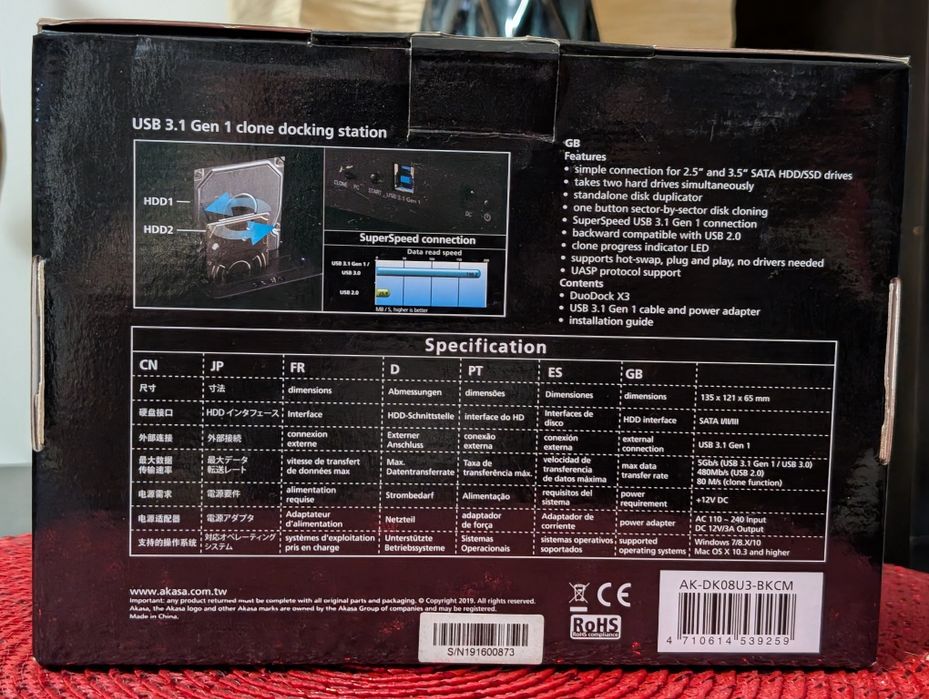 USB 3.1 Gen 1 clone docking station
HDD1
HDD2
CLONE PC START USB 3.1 Gen 1 DC
SuperSpeed connection
Data read speed
USB 3.1 Gen 1 /
USB 3.0
USB 2.0
MB / S, higher is better
GB
Features
• simple connection for 2.5" and 3.5" SATA HDD/SSD drives
• takes two hard drives simultaneously
• standalone disk duplicator
• one button sector-by-sector disk cloning
• SuperSpeed USB 3.1 Gen 1 connection
• backward compatible with USB 2.0
• clone progress indicator LED
• supports hot-swap, plug and play, no drivers needed
• UASP protocol support
Contents
• DuoDock X3
• USB 3.1 Gen 1 cable and power adapter
• installation guide
Specification
CN JP FR D PT ES GB
尺寸 寸法 dimensions Abmessungen dimensões Dimensiones dimensions 135 x 121 x 65 mm
硬盘接口 HDD インタフェース Interface HDD-Schnittstelle interface do HD Interfaces de disco HDD interface SATA I/II/III
外部连接 外部接続 connexion externe Externer Anschluss conexão externa conexión externa external connection USB 3.1 Gen 1
最大数据传输速率 最大データ転送レート vitesse de transfert de données max Max. Datentransferrate Taxa de transferência máx. velocidad de transferencia de datos máxima max data transfer rate 5Gb/s (USB 3.1 Gen 1 / USB 3.0) 480Mb/s (USB 2.0) 80 M/s (clone function)
电源需求 電源要件 alimentation requise Strombedarf Alimentação requisitos del sistema power requirement +12V DC
电源适配器 電源アダプタ Adaptateur d'alimentation Netzteil adaptador de força Adaptador de corriente power adapter AC 110 ~ 240 Input DC 12V/3A Output
支持的操作系统 対応オペレーティングシステム systèmes d'exploitation pris en charge Unterstützte Betriebssysteme Sistemas Operacionais sistemas operativos soportados supported operating systems Windows 7/8.X/10 Mac OS X 10.3 and higher
www.akasa.com.tw
Important: any product returned must be complete with all original parts and packaging. © Copyright 2019. All rights reserved.
Akasa, the Akasa logo and other Akasa marks are owned by the Akasa Group of companies and may be registered.
Made in China.
S/N191600873
CE
RoHS
RoHS compliance
AK-DK08U3-BKCM
4 710614 539259